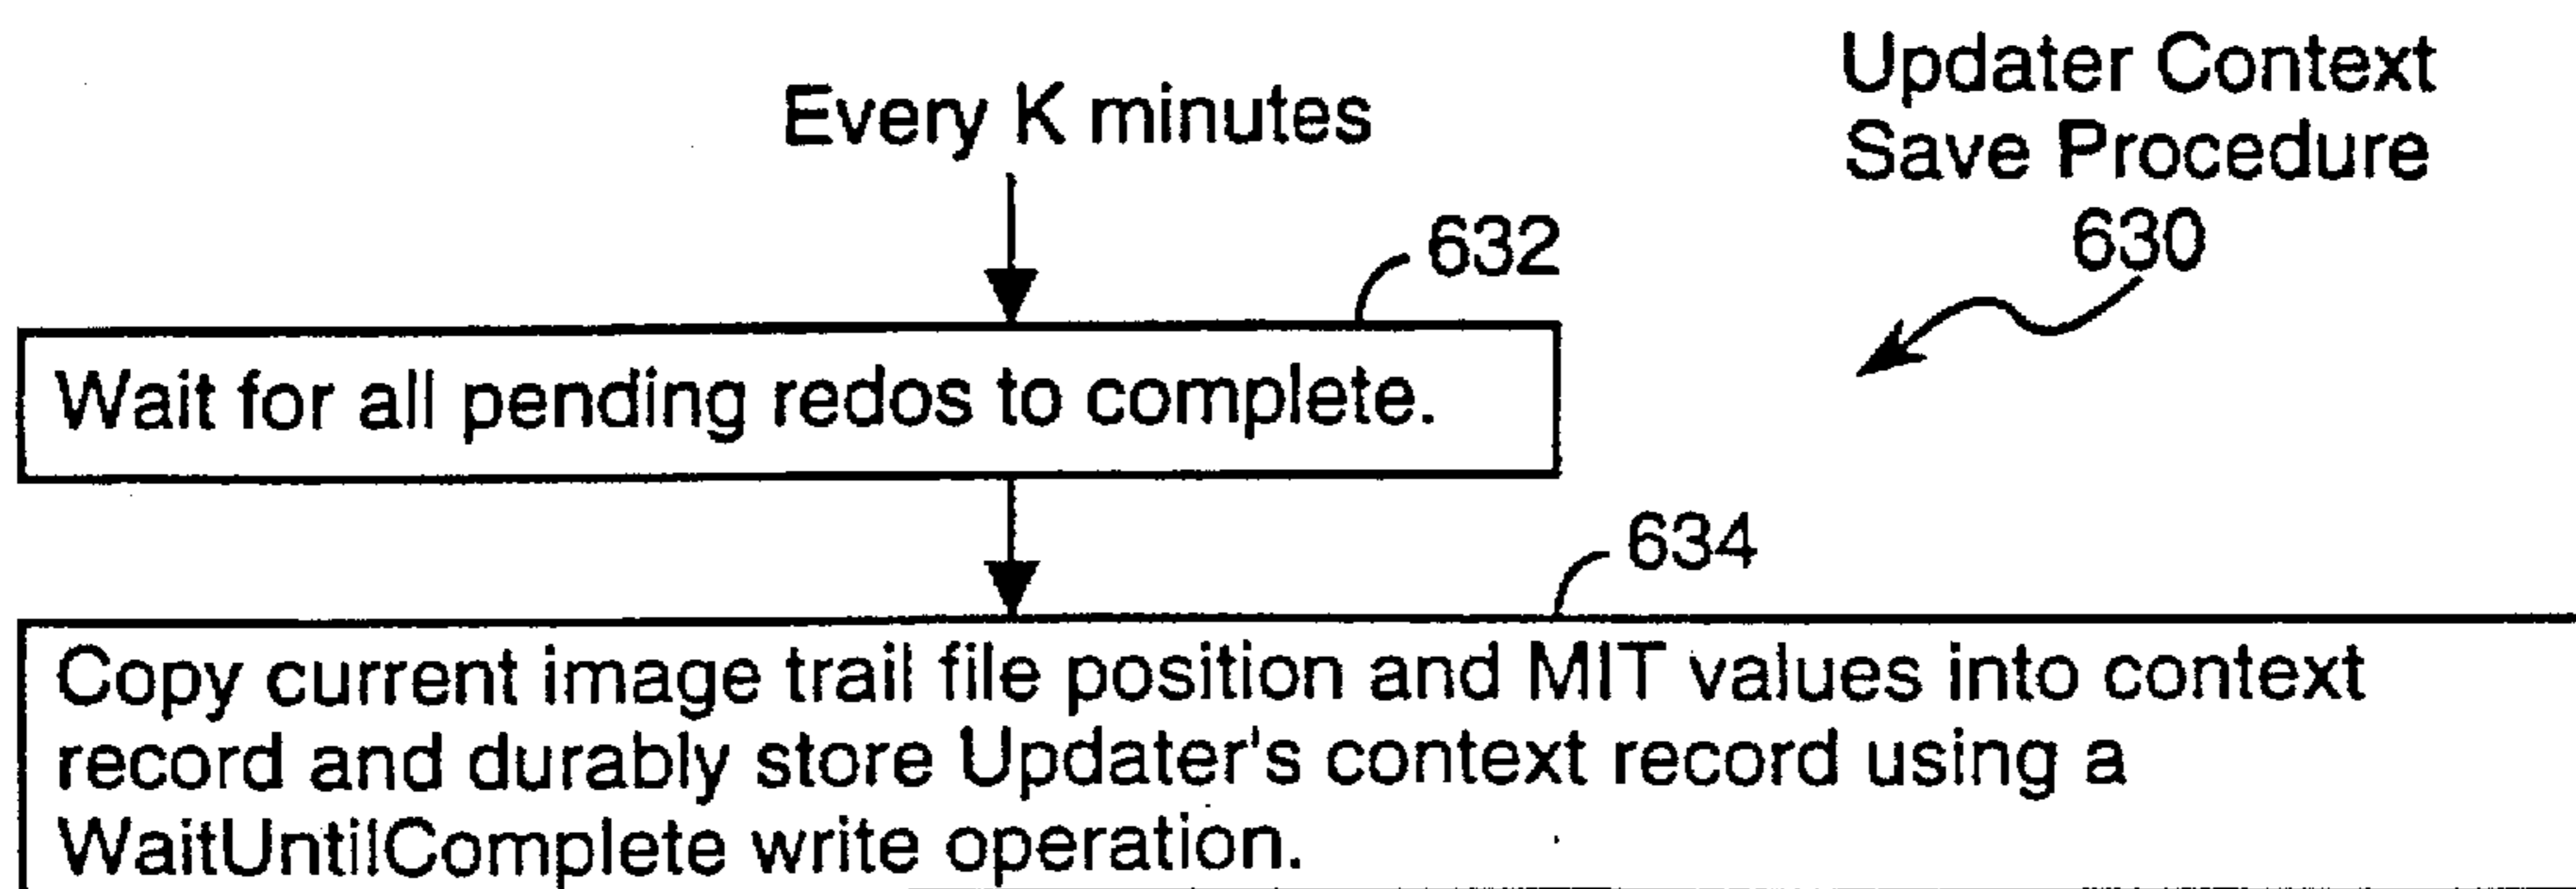 Updater Context
Save Procedure
630
Every K minutes
632
Wait for all pending redos to complete.
634
Copy current image trail file position and MIT values into context
record and durably store Updater's context record using a
WaitUntilComplete write operation.